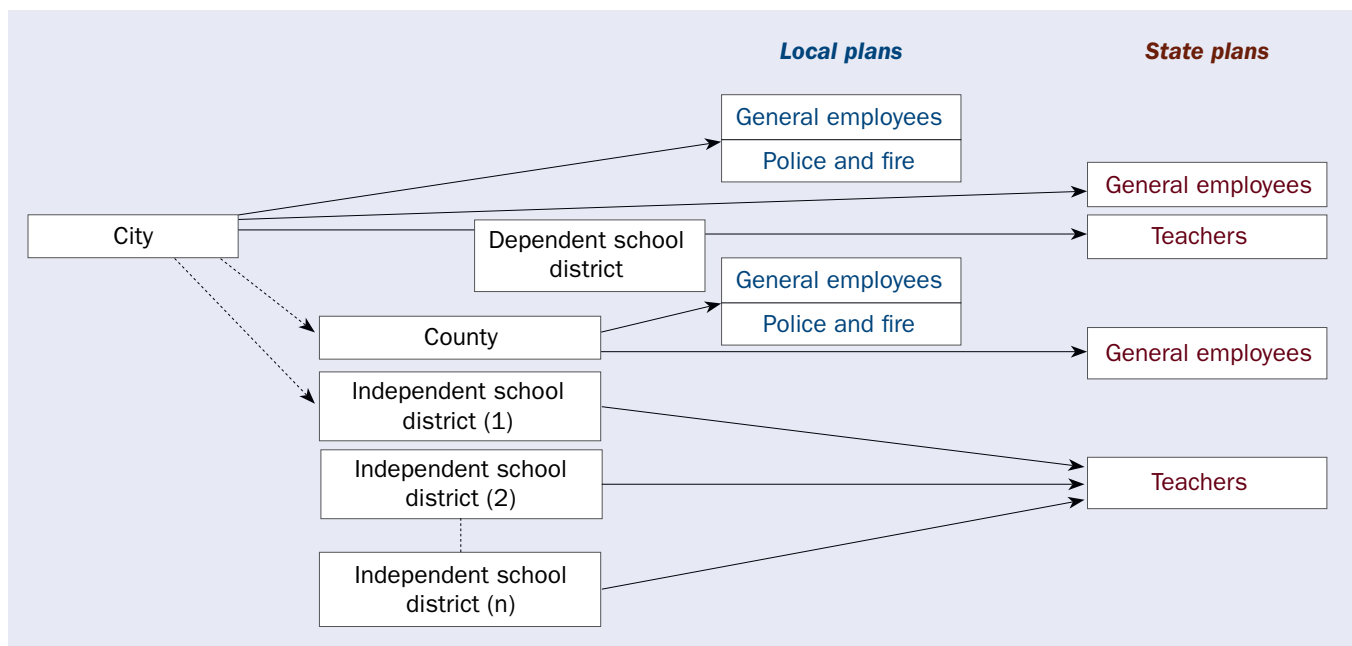 Local plans
State plans
General employees
Police and fire
General employees
City
Dependent school
district
Teachers
General employees
Police and fire
County
General employees
Independent school
district (1)
Independent school
district (2)
Teachers
Independent school
district (n)